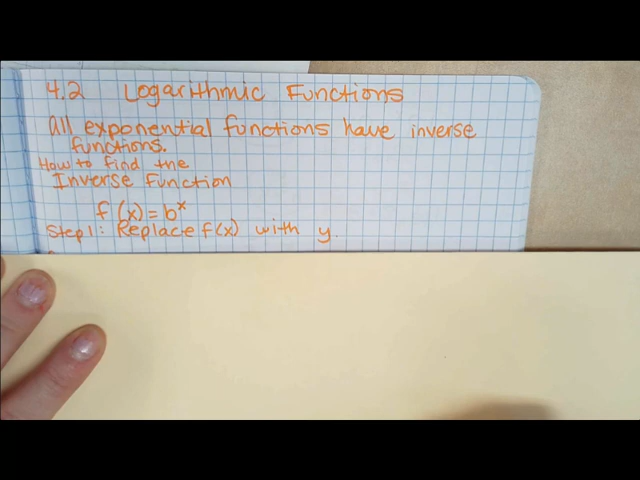 4.2 Logarithmic Functions
All exponential functions have inverse
functions.
How to find the
Inverse Function
f(x) = bˣ
Step 1: Replace f(x) with y.